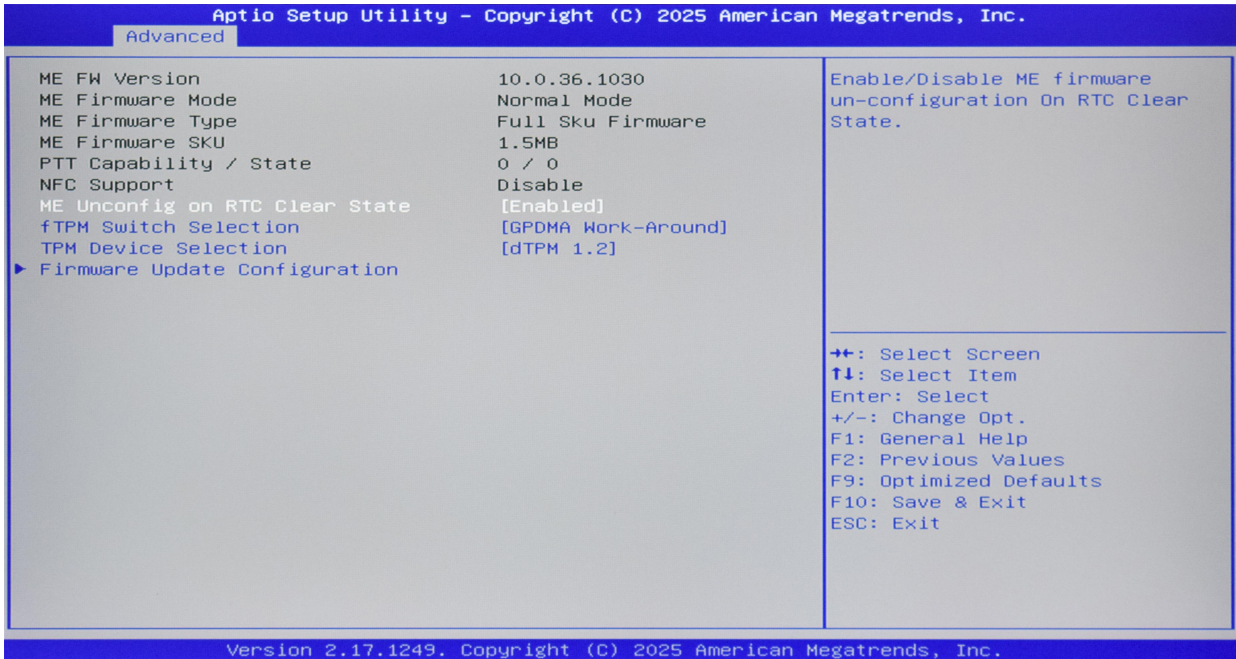 Aptio Setup Utility – Copyright (C) 2025 American Megatrends, Inc.
Advanced
ME FW Version 10.0.36.1030
ME Firmware Mode Normal Mode
ME Firmware Type Full Sku Firmware
ME Firmware SKU 1.5MB
PTT Capability / State 0 / 0
NFC Support Disable
ME Unconfig on RTC Clear State [Enabled]
fTPM Switch Selection [GPDMA Work-Around]
TPM Device Selection [dTPM 1.2]
Firmware Update Configuration
Enable/Disable ME firmware
un-configuration On RTC Clear
State.
→←: Select Screen
↑↓: Select Item
Enter: Select
+/-: Change Opt.
F1: General Help
F2: Previous Values
F9: Optimized Defaults
F10: Save & Exit
ESC: Exit
Version 2.17.1249. Copyright (C) 2025 American Megatrends, Inc.